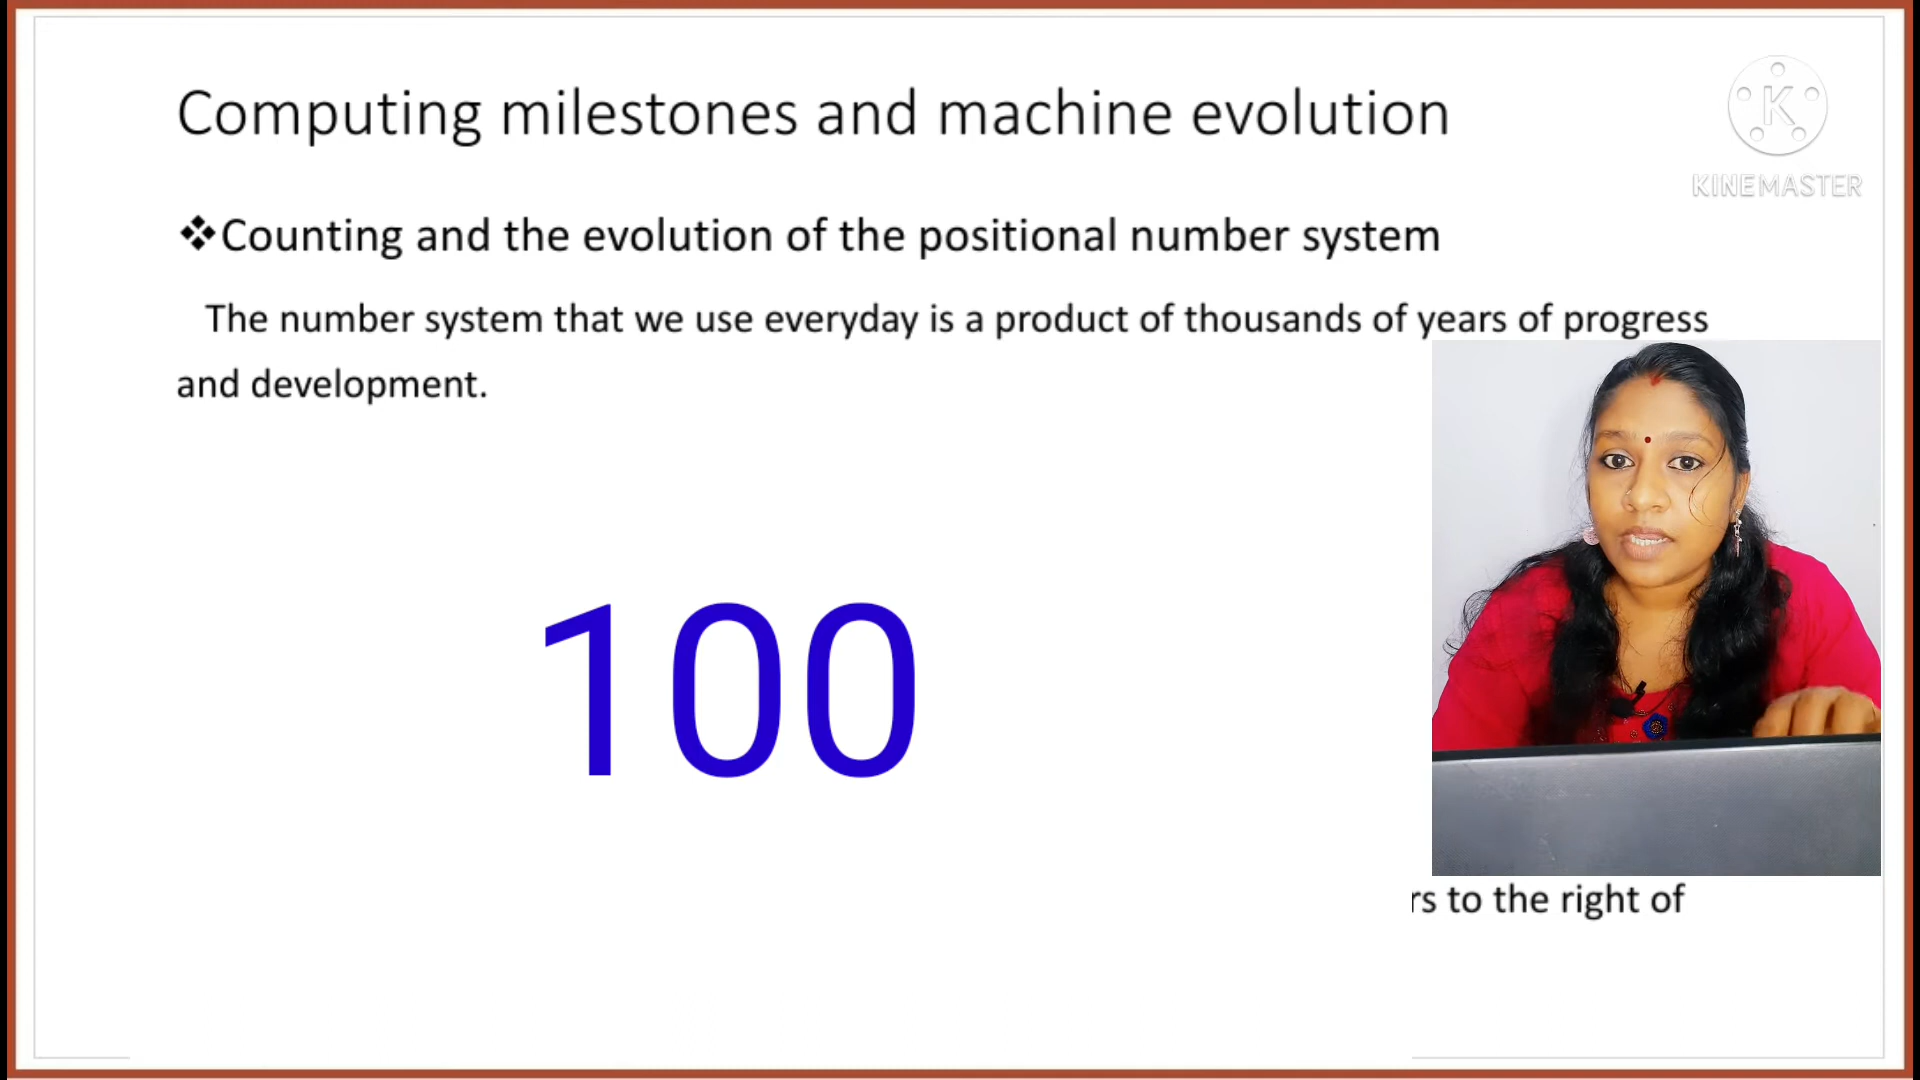 Computing milestones and machine evolution
K
KINEMASTER
❖Counting and the evolution of the positional number system
The number system that we use everyday is a product of thousands of years of progress
and development.
100
rs to the right of